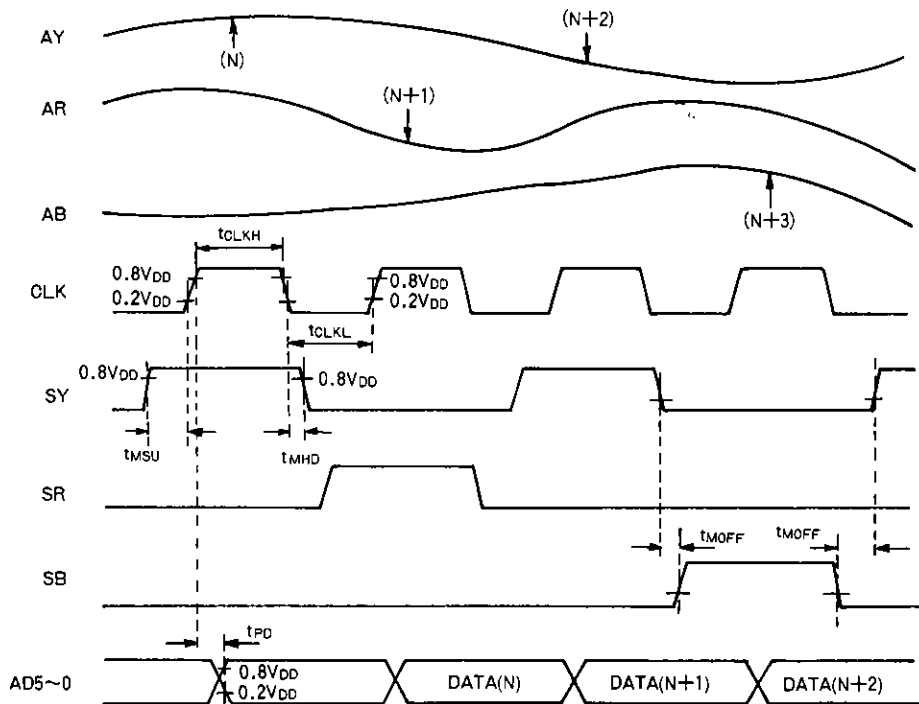 AY
(N)
(N+2)
AR
(N+1)
AB
(N+3)
tCLKH
0.8VDD
0.2VDD
CLK
0.8VDD
0.2VDD
tCLKL
0.8VDD
0.8VDD
SY
tMSU
tMHD
SR
tMOFF
tMOFF
SB
tPD
AD5~0
0.8VDD
0.2VDD
DATA(N)
DATA(N+1)
DATA(N+2)